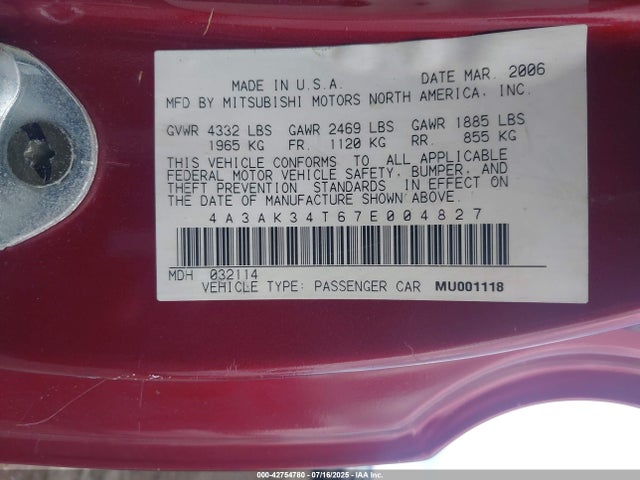 MADE IN U.S.A. DATE MAR. 2006
MFD BY MITSUBISHI MOTORS NORTH AMERICA, INC.
GVWR 4332 LBS GAWR 2469 LBS GAWR 1885 LBS
1965 KG FR. 1120 KG RR. 855 KG
THIS VEHICLE CONFORMS TO ALL APPLICABLE
FEDERAL MOTOR VEHICLE SAFETY, BUMPER, AND
THEFT PREVENTION STANDARDS IN EFFECT ON
THE DATE OF MANUFACTURE SHOWN ABOVE.
4A3AK34T67E004827
MDH 032114
VEHICLE TYPE: PASSENGER CAR MU001118
000-42754780 - 07/16/2025 - IAAI.COM